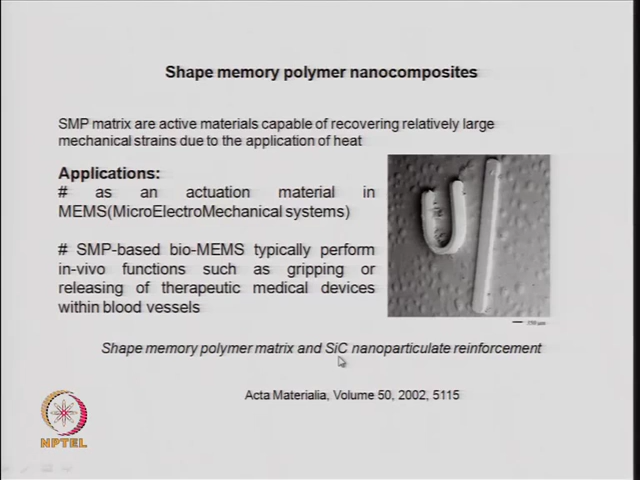 Shape memory polymer nanocomposites
SMP matrix are active materials capable of recovering relatively large
mechanical strains due to the application of heat
Applications:
# as an actuation material in
MEMS(MicroElectroMechanical systems)
# SMP-based bio-MEMS typically perform
in-vivo functions such as gripping or
releasing of therapeutic medical devices
within blood vessels
Shape memory polymer matrix and SiC nanoparticulate reinforcement
Acta Materialia, Volume 50, 2002, 5115
NPTEL